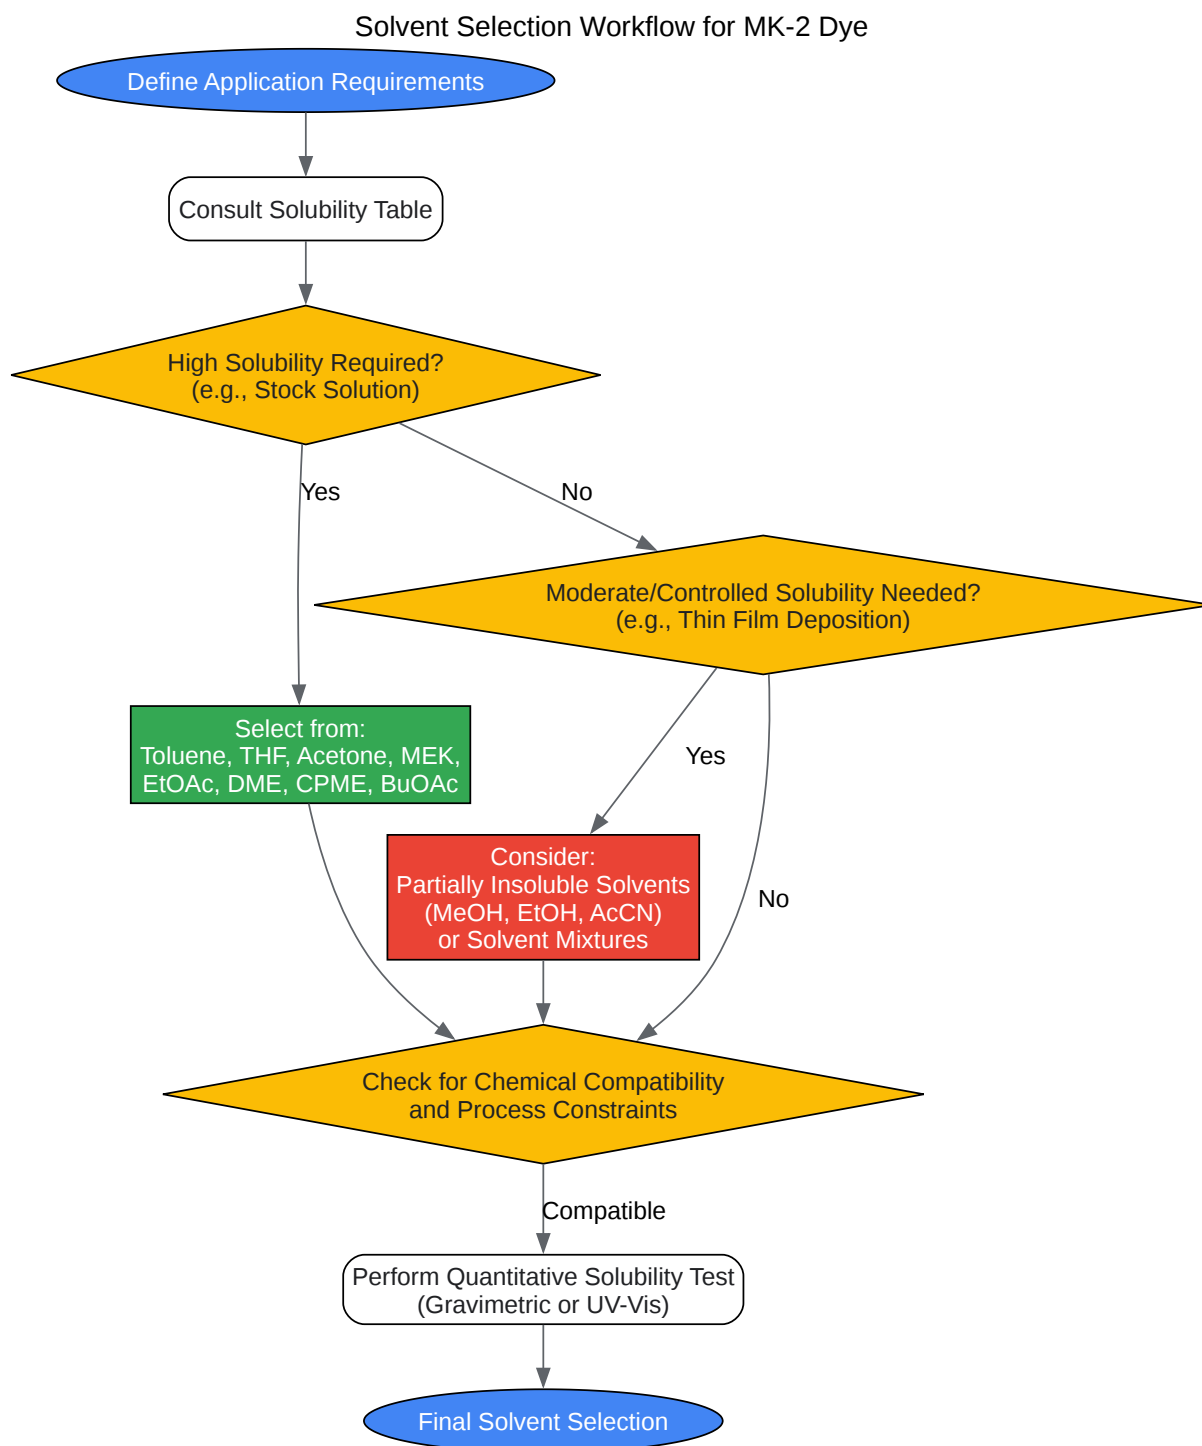 Solvent Selection Workflow for MK-2 Dye
Define Application Requirements
Consult Solubility Table
High Solubility Required?
(e.g., Stock Solution)
Yes
No
Moderate/Controlled Solubility Needed?
(e.g., Thin Film Deposition)
Select from:
Toluene, THF, Acetone, MEK,
EtOAc, DME, CPME, BuOAc
Yes
Consider:
Partially Insoluble Solvents
(MeOH, EtOH, AcCN)
or Solvent Mixtures
No
Check for Chemical Compatibility
and Process Constraints
Compatible
Perform Quantitative Solubility Test
(Gravimetric or UV-Vis)
Final Solvent Selection